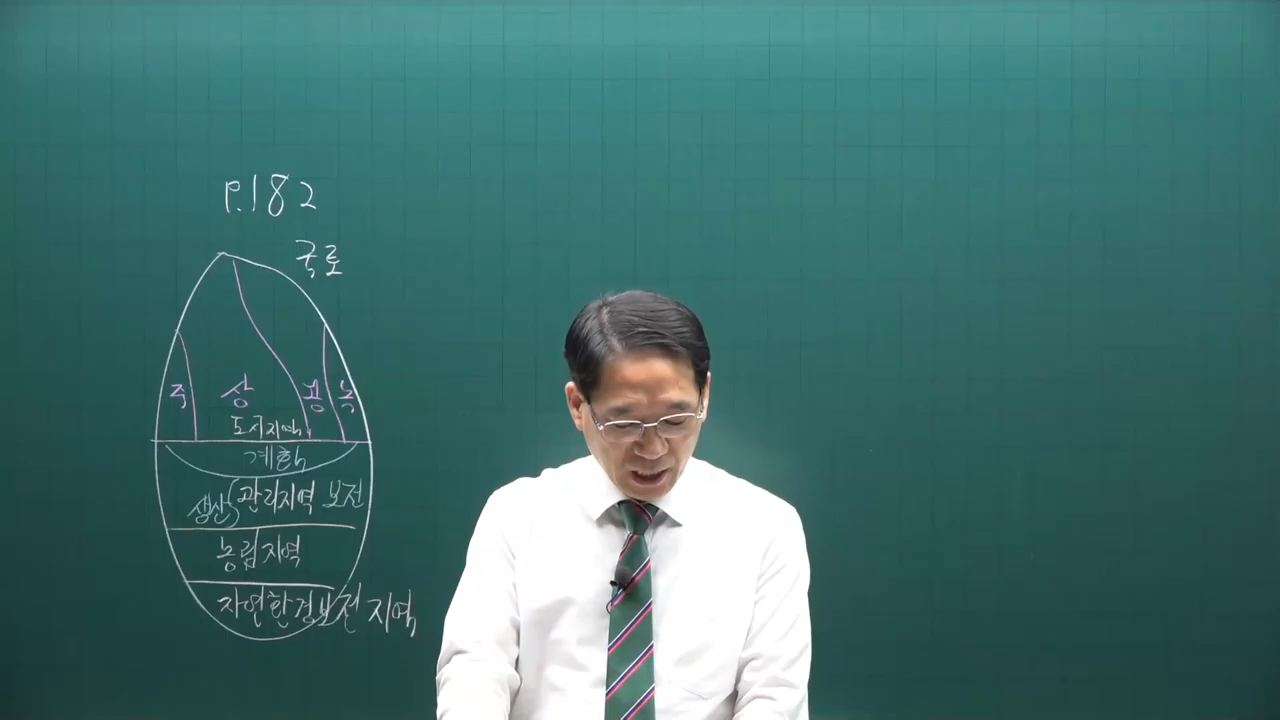 P.182
국토
주 상 공 녹
도시지역
계획
생산 관리지역 보전
농림지역
자연환경보전지역